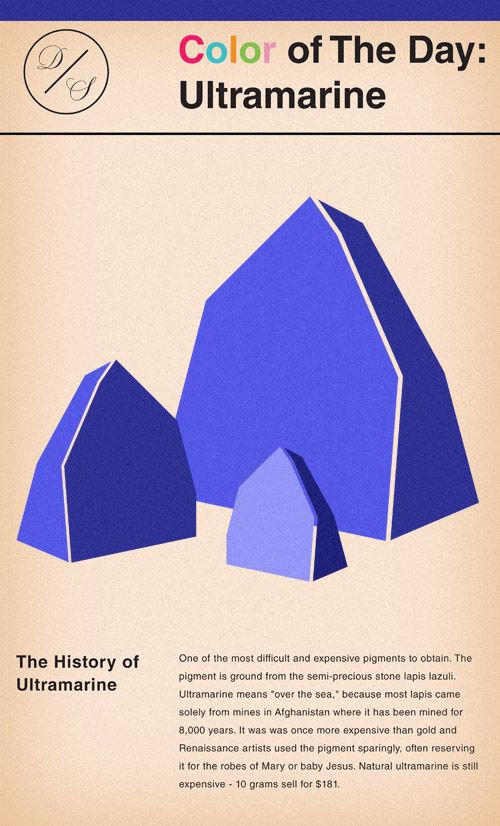 D/S
Color of The Day:
Ultramarine
The History of
Ultramarine
One of the most difficult and expensive pigments to obtain. The
pigment is ground from the semi-precious stone lapis lazuli.
Ultramarine means "over the sea," because most lapis came
solely from mines in Afghanistan where it has been mined for
8,000 years. It was was once more expensive than gold and
Renaissance artists used the pigment sparingly, often reserving
it for the robes of Mary or baby Jesus. Natural ultramarine is still
expensive - 10 grams sell for $181.